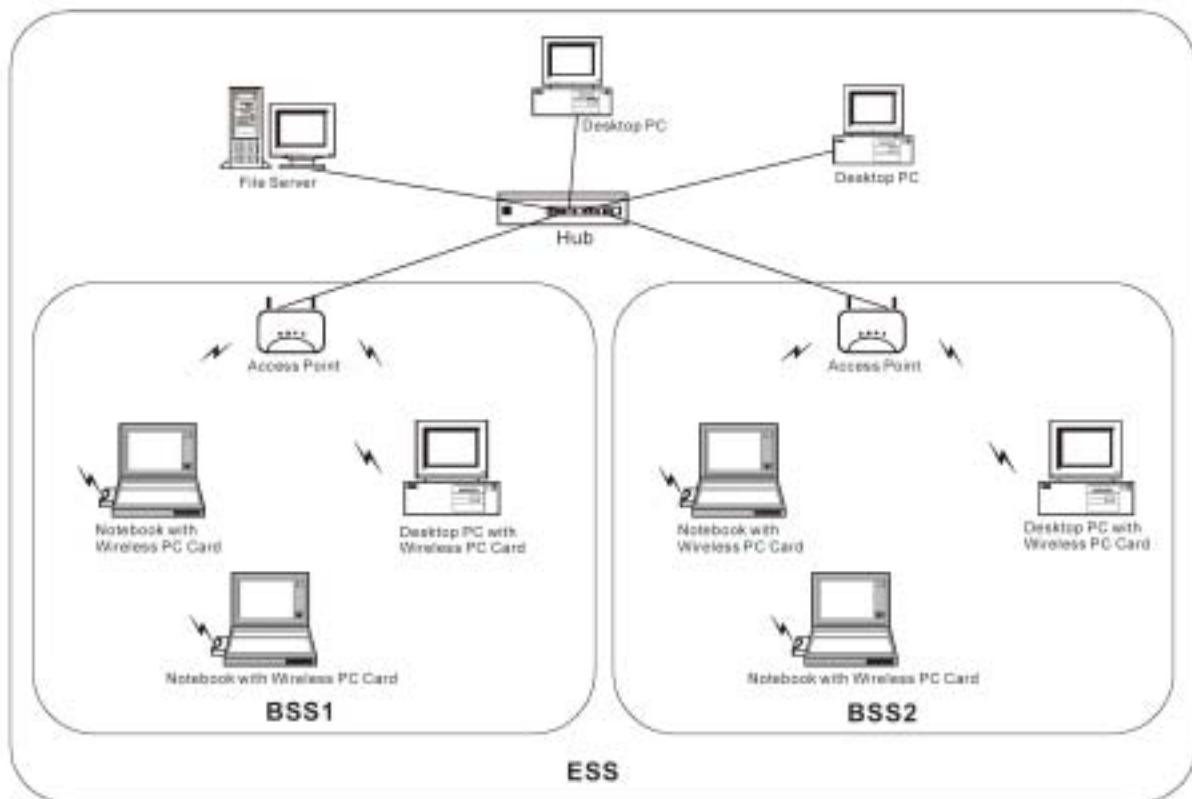 Desktop PC
File Server
Desktop PC
Hub
Access Point
Access Point
Notebook with
Wireless PC Card
Desktop PC with
Wireless PC Card
Notebook with
Wireless PC Card
Desktop PC with
Wireless PC Card
Notebook with Wireless PC Card
Notebook with Wireless PC Card
BSS1
BSS2
ESS